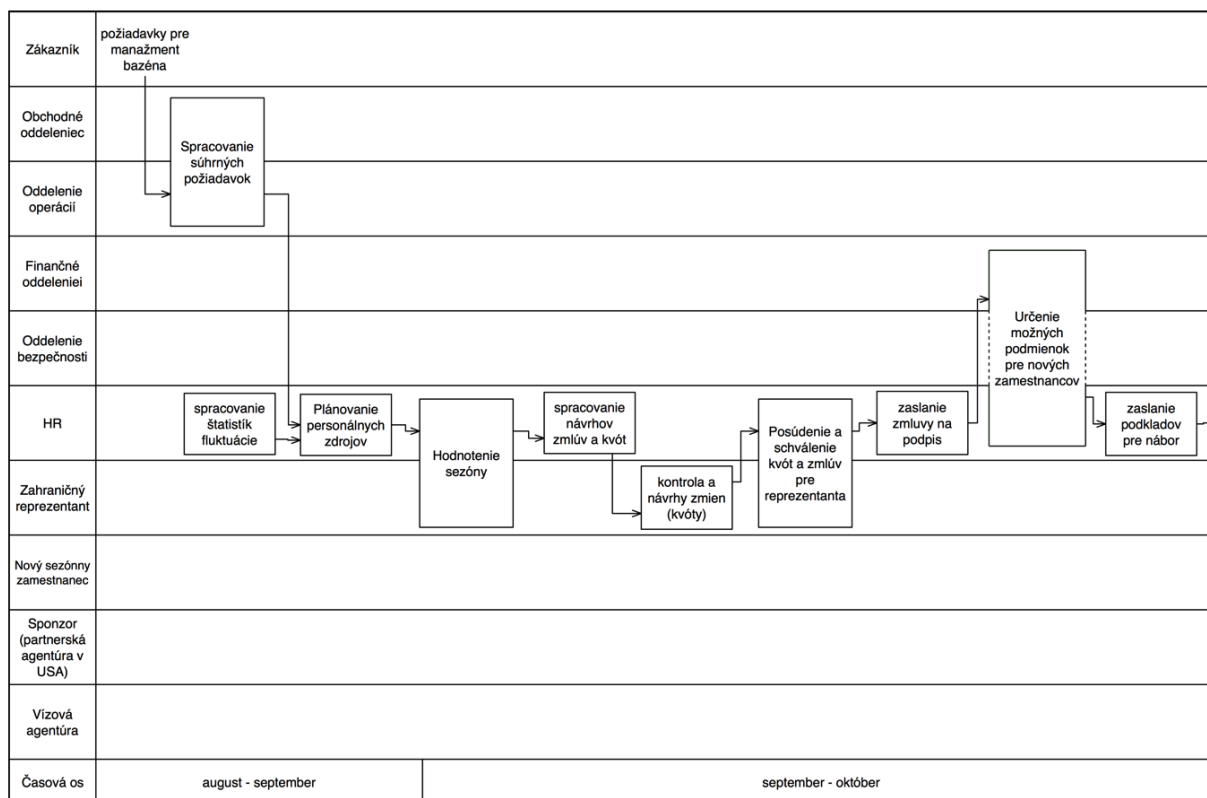 Zákazník
požiadavky pre
manažment
bazéna
Obchodné
oddeleniec
Spracovanie
súhrných
požiadavok
Oddelenie
operácií
Finančné
oddeleniei
Určenie
možných
podmienok
pre nových
zamestnancov
Oddelenie
bezpečnosti
HR
spracovanie
štatistík
fluktuácie
Plánovanie
personálnych
zdrojov
Hodnotenie
sezóny
spracovanie
návrhov
zmlúv a kvót
Posúdenie a
schválenie
kvót a zmlúv
pre
reprezentanta
zaslanie
zmluvy na
podpis
zaslanie
podkladov
pre nábor
Zahraničný
reprezentant
kontrola a
návrhy zmien
(kvóty)
Nový sezónny
zamestnanec
Sponzor
(partnerská
agentúra v
USA)
Vízová
agentúra
Časová os
august - september
september - október